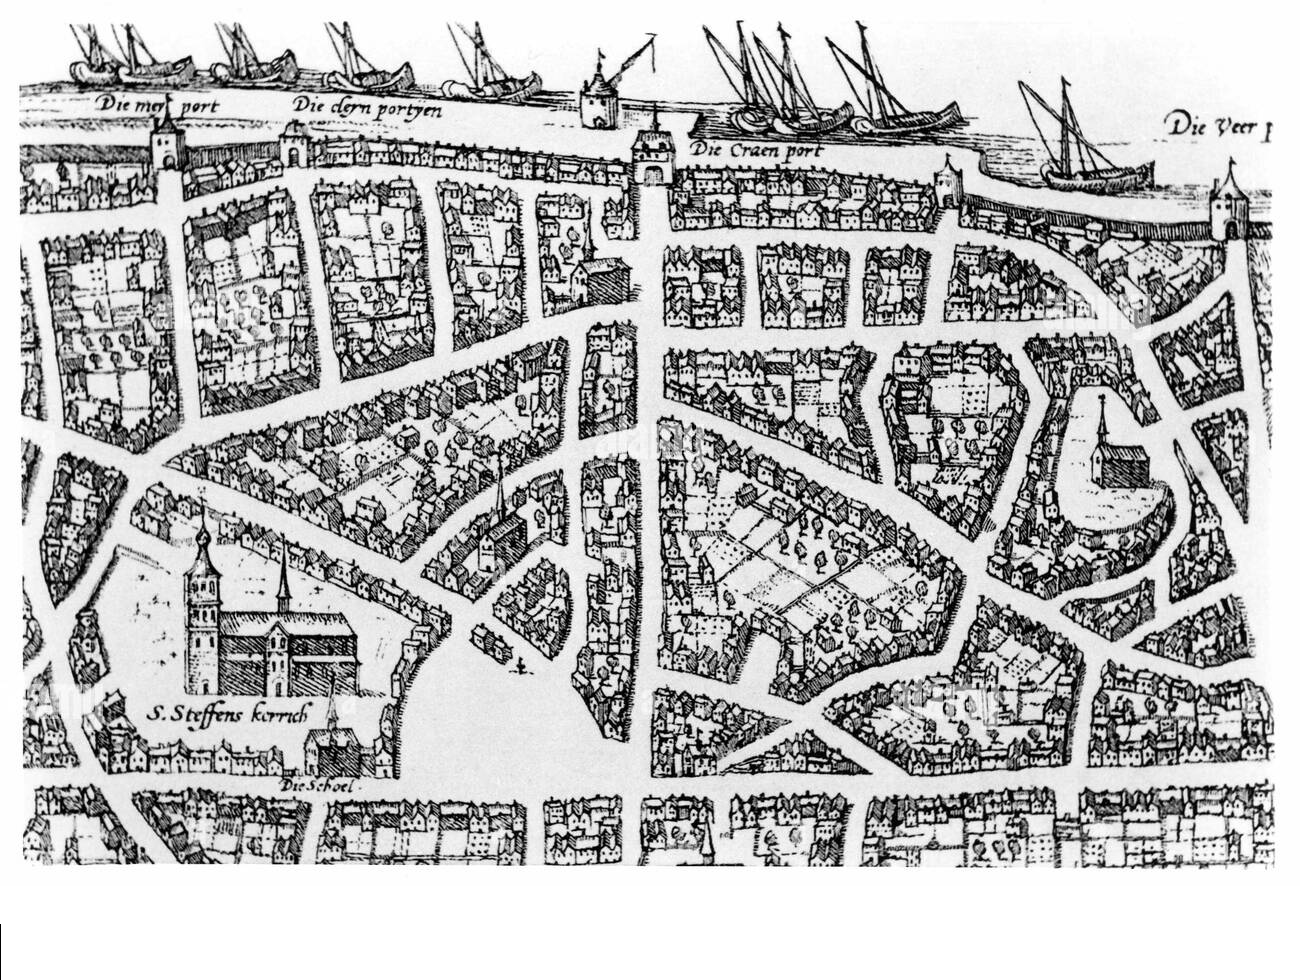 Die mer port
Die clern portyen
Die Craen port
Die Veer p
S. Steffens kerrich
Die Schoel.